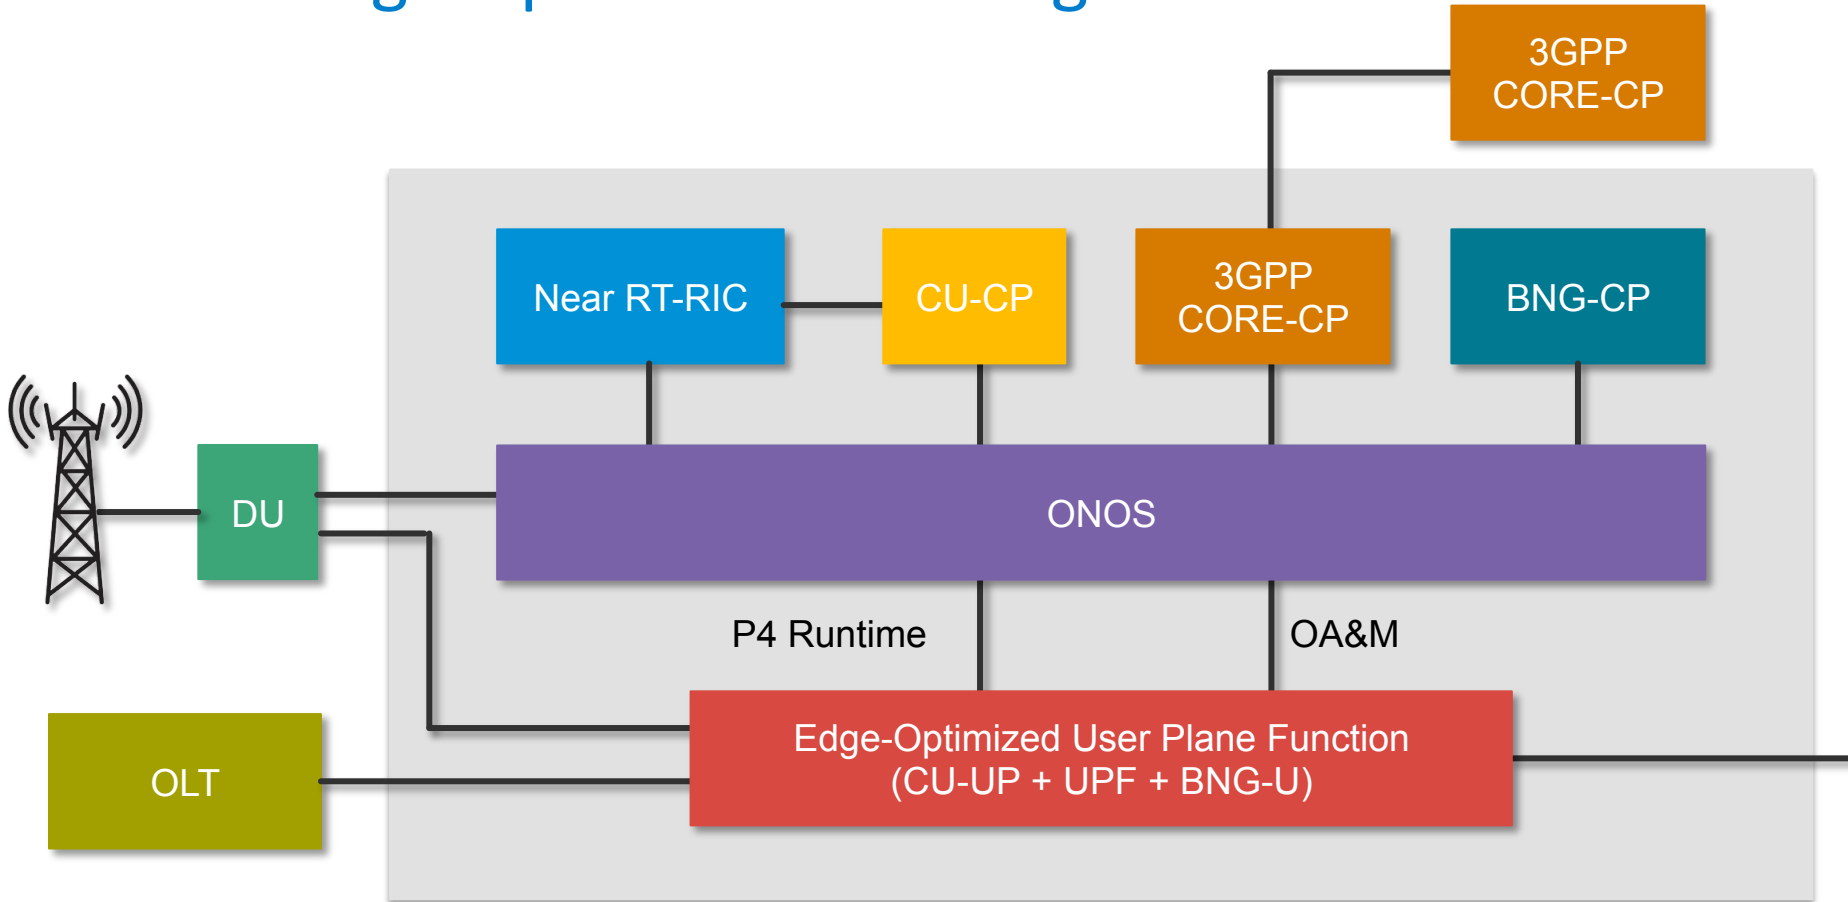 3GPP
CORE-CP
Near RT-RIC
CU-CP
3GPP
CORE-CP
BNG-CP
DU
ONOS
P4 Runtime
OA&M
Edge-Optimized User Plane Function
(CU-UP + UPF + BNG-U)
OLT